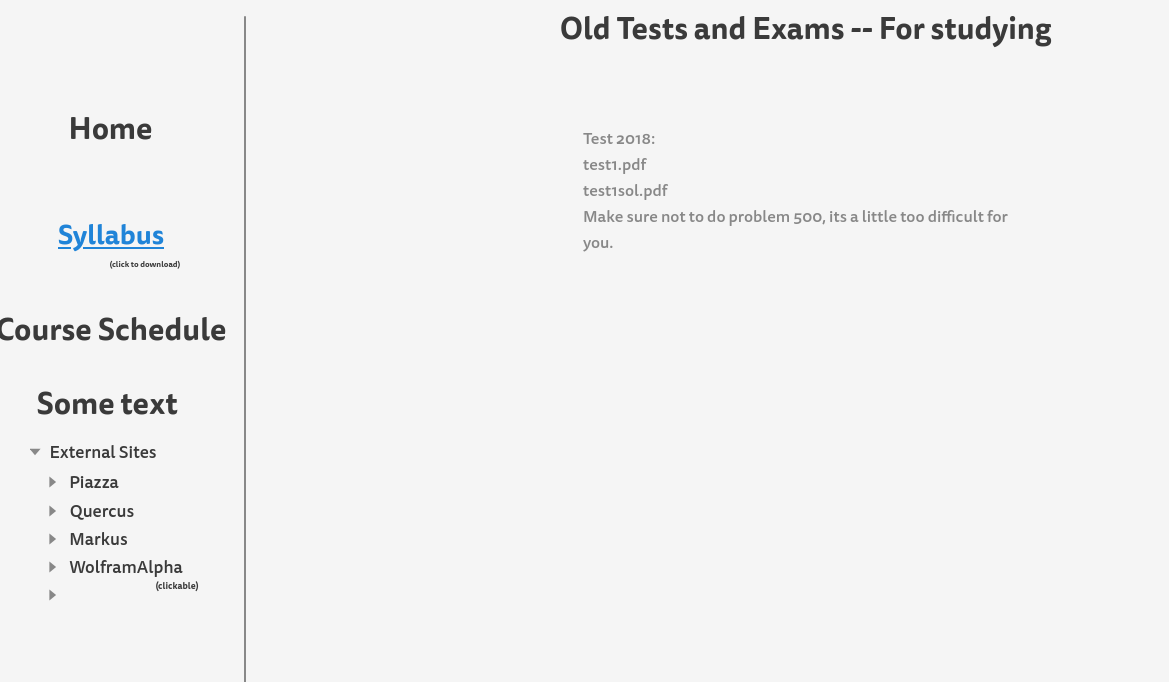 Old Tests and Exams -- For studying
Home
Syllabus
(click to download)
Course Schedule
Some text
External Sites
Piazza
Quercus
Markus
WolframAlpha
(clickable)
Test 2018:
test1.pdf
test1sol.pdf
Make sure not to do problem 500, its a little too difficult for
you.